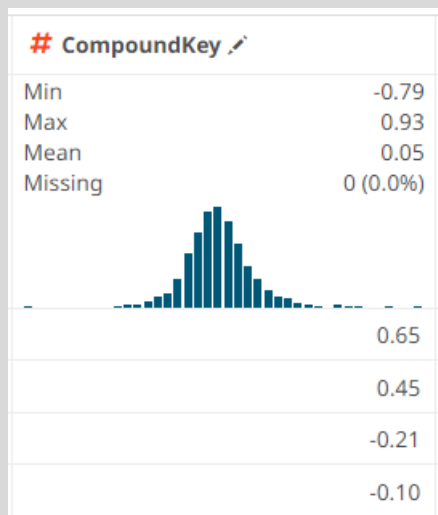 # CompoundKey
Min -0.79
Max 0.93
Mean 0.05
Missing 0 (0.0%)
0.65
0.45
-0.21
-0.10